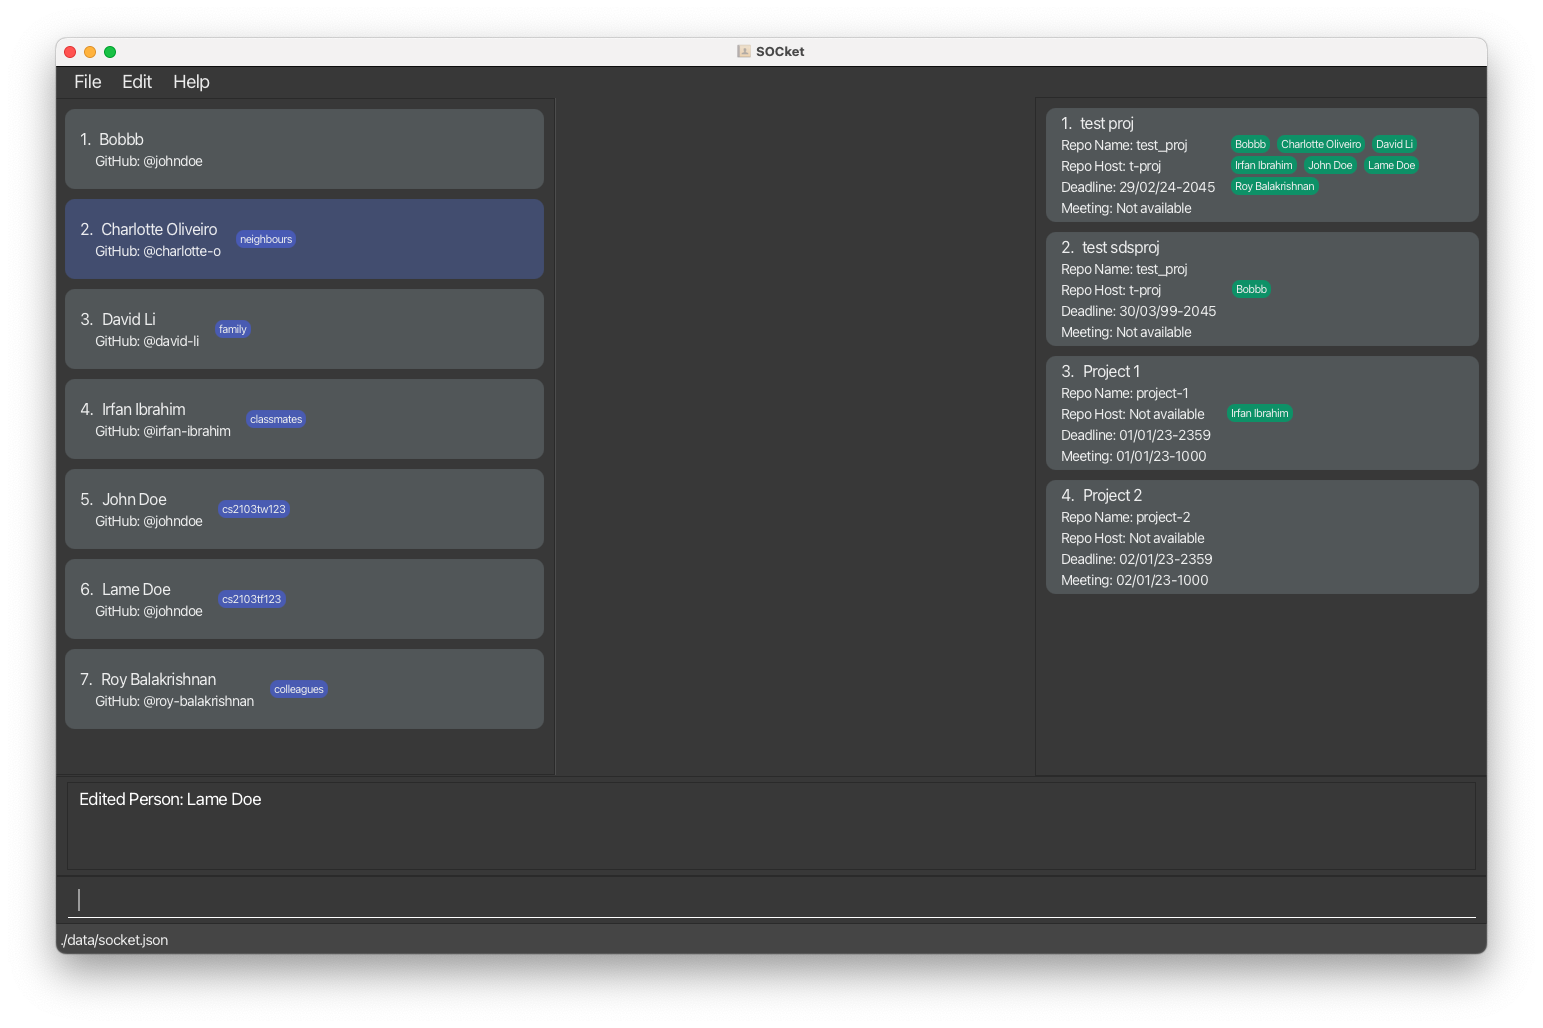 SOCket
File Edit Help
1. Bobbb
GitHub: @johndoe
2. Charlotte Oliveiro
GitHub: @charlotte-o
neighbours
3. David Li
GitHub: @david-li
family
4. Irfan Ibrahim
GitHub: @irfan-ibrahim
classmates
5. John Doe
GitHub: @johndoe
cs2103tw123
6. Lame Doe
GitHub: @johndoe
cs2103tf123
7. Roy Balakrishnan
GitHub: @roy-balakrishnan
colleagues
1. test proj
Repo Name: test_proj
Repo Host: t-proj
Deadline: 29/02/24-2045
Meeting: Not available
Bobbb Charlotte Oliveiro David Li
Irfan Ibrahim John Doe Lame Doe
Roy Balakrishnan
2. test sdsproj
Repo Name: test_proj
Repo Host: t-proj
Deadline: 30/03/99-2045
Meeting: Not available
Bobbb
3. Project 1
Repo Name: project-1
Repo Host: Not available
Deadline: 01/01/23-2359
Meeting: 01/01/23-1000
Irfan Ibrahim
4. Project 2
Repo Name: project-2
Repo Host: Not available
Deadline: 02/01/23-2359
Meeting: 02/01/23-1000
Edited Person: Lame Doe
./data/socket.json